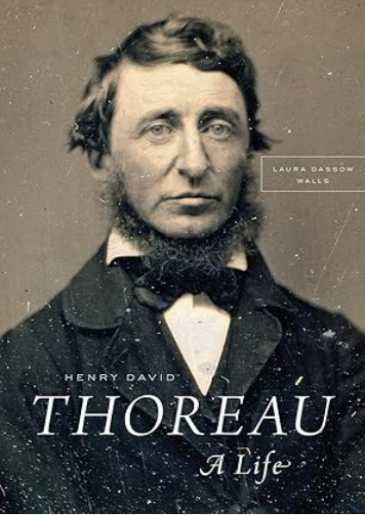 LAURA DASSOW
WALLS
HENRY DAVID
THOREAU
A Life